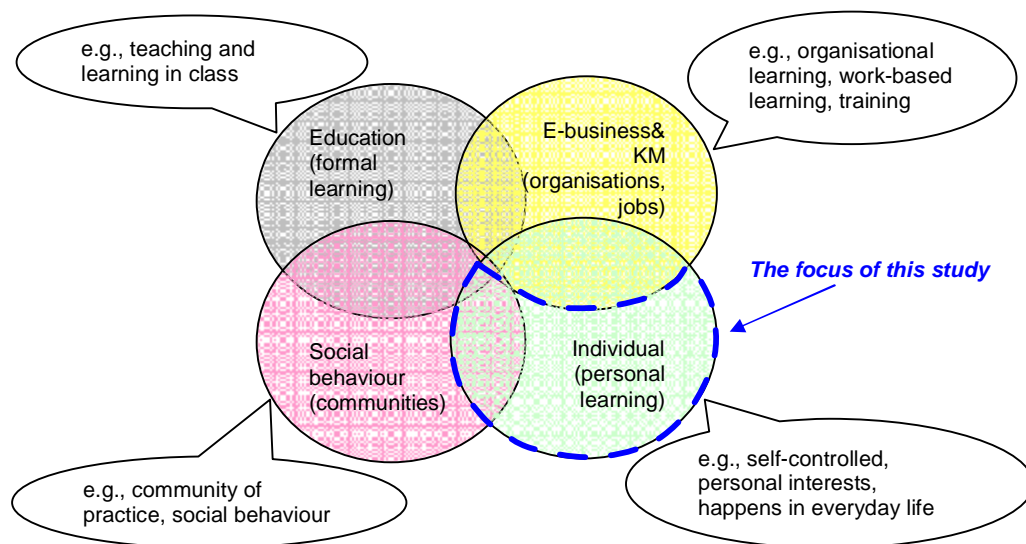 e.g., teaching and
learning in class
e.g., organisational
learning, work-based
learning, training
Education
(formal
learning)
E-business&
KM
(organisations,
jobs)
The focus of this study
Social
behaviour
(communities)
Individual
(personal
learning)
e.g., community of
practice, social behaviour
e.g., self-controlled,
personal interests,
happens in everyday life